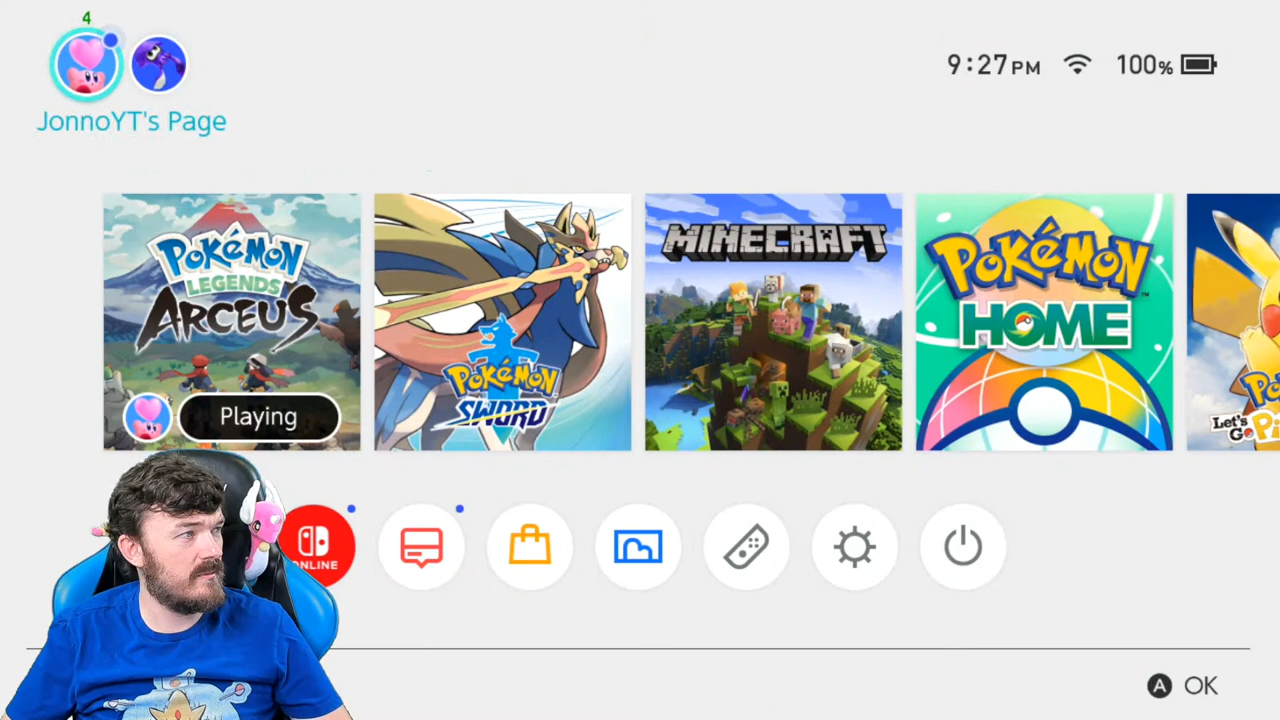 4
JonnoYT's Page
9:27PM
100%
POKéMON
LEGENDS
ARCEUS
Playing
POKéMON
SWORD
MINECRAFT
POKéMON
HOME
Let's
Go
ONLINE
A OK